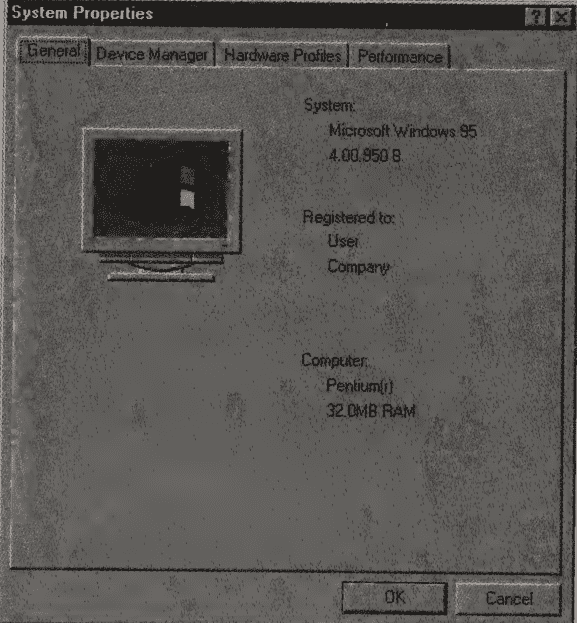 System Properties
General Device Manager Hardware Profiles Performance
System:
Microsoft Windows 95
4.00.950 B
Registered to:
User
Company
Computer:
Pentium(r)
32.0MB RAM
OK Cancel